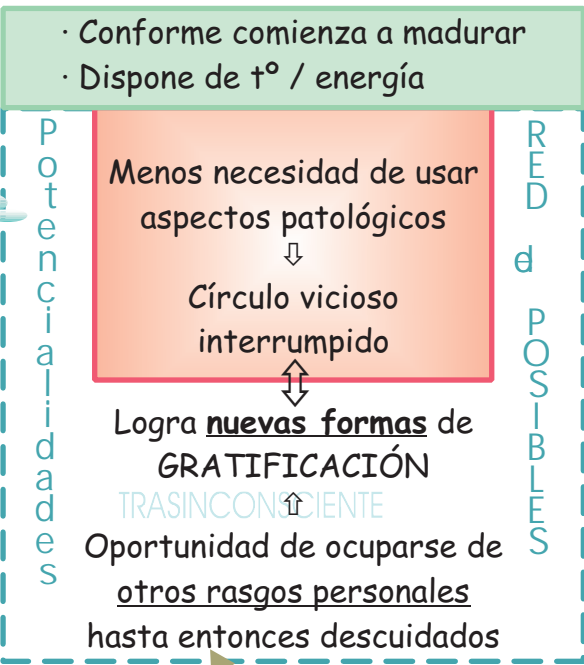 · Conforme comienza a madurar
· Dispone de tº / energía
Potencialidades
Menos necesidad de usar
aspectos patológicos
⇩
Círculo vicioso
interrumpido
⇕
Logra nuevas formas de
GRATIFICACIÓN
TRASINCONSCIENTE
⇧
Oportunidad de ocuparse de
otros rasgos personales
hasta entonces descuidados
RED de POSIBLES